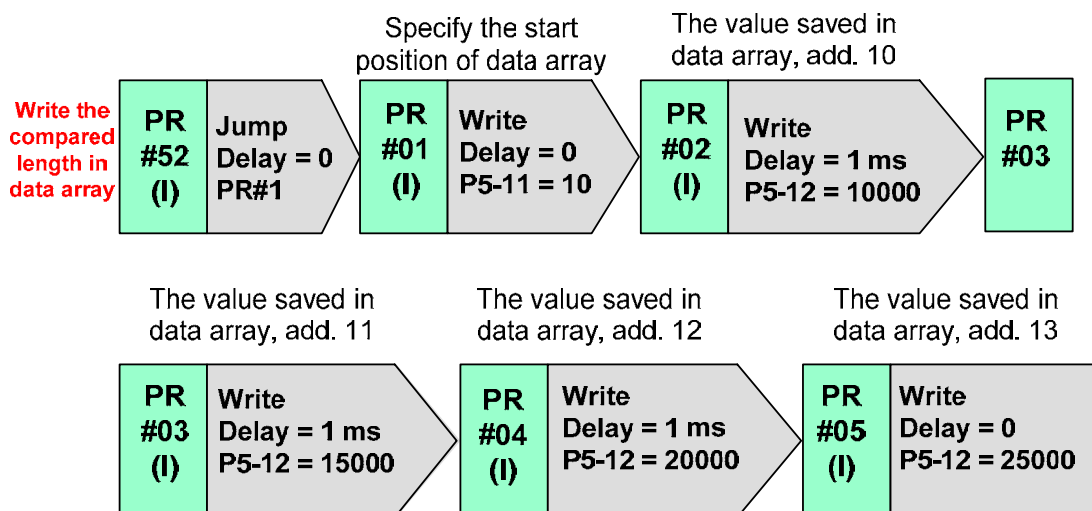 Specify the start
position of data array
The value saved in
data array, add. 10
Write the
compared
length in
data array
PR
#52
(I)
Jump
Delay = 0
PR#1
PR
#01
(I)
Write
Delay = 0
P5-11 = 10
PR
#02
(I)
Write
Delay = 1 ms
P5-12 = 10000
PR
#03
The value saved in
data array, add. 11
The value saved in
data array, add. 12
The value saved in
data array, add. 13
PR
#03
(I)
Write
Delay = 1 ms
P5-12 = 15000
PR
#04
(I)
Write
Delay = 1 ms
P5-12 = 20000
PR
#05
(I)
Write
Delay = 0
P5-12 = 25000